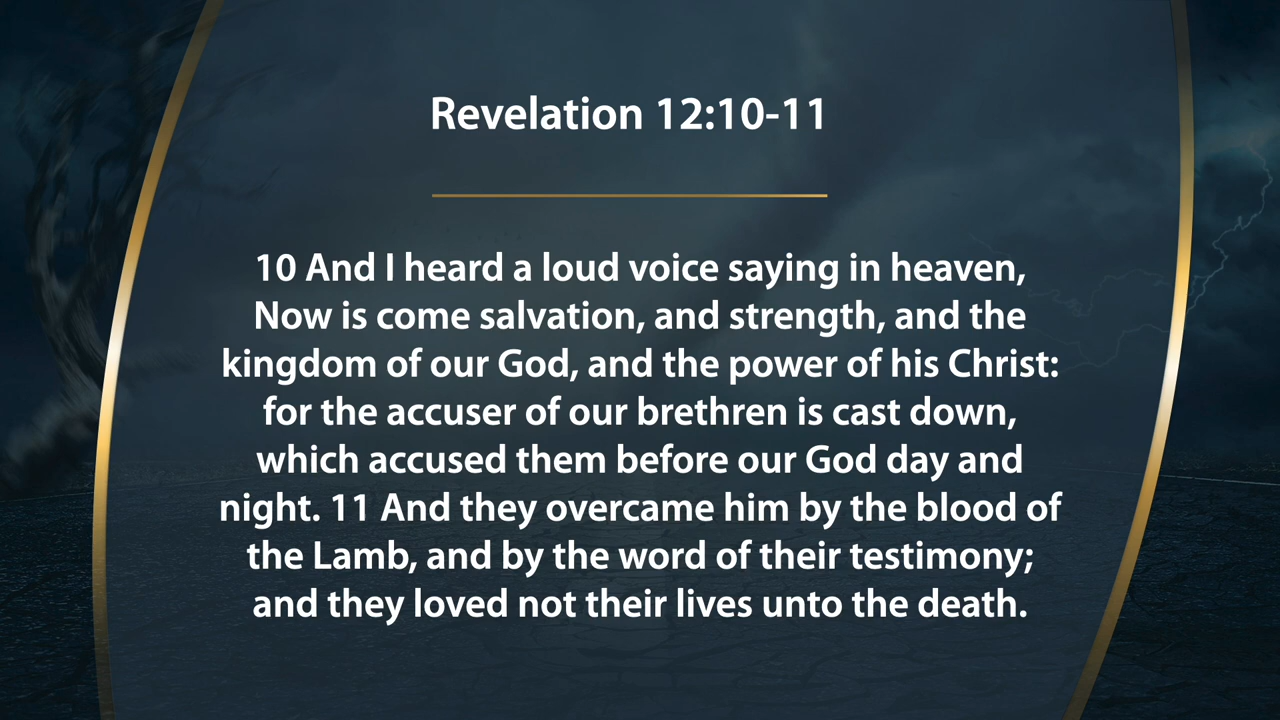 Revelation 12:10-11
10 And I heard a loud voice saying in heaven,
Now is come salvation, and strength, and the
kingdom of our God, and the power of his Christ:
for the accuser of our brethren is cast down,
which accused them before our God day and
night. 11 And they overcame him by the blood of
the Lamb, and by the word of their testimony;
and they loved not their lives unto the death.